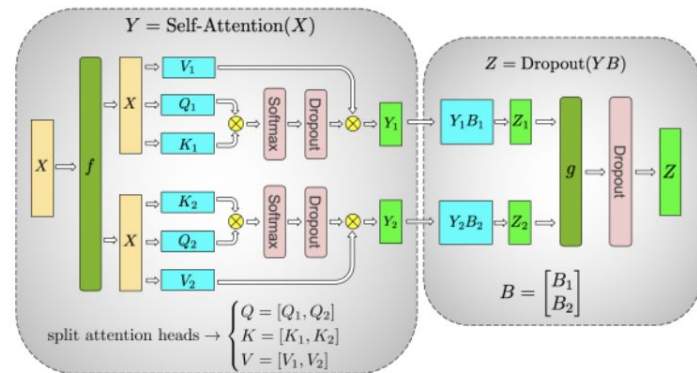 Y = Self-Attention(X)
X
f
X
V₁
Q₁
K₁
Softmax
Dropout
Y₁
X
K₂
Q₂
V₂
Softmax
Dropout
Y₂
split attention heads → { Q = [Q₁, Q₂]
K = [K₁, K₂]
V = [V₁, V₂]
Z = Dropout(YB)
Y₁B₁
Z₁
Y₂B₂
Z₂
g
Dropout
Z
B = [B₁
B₂]